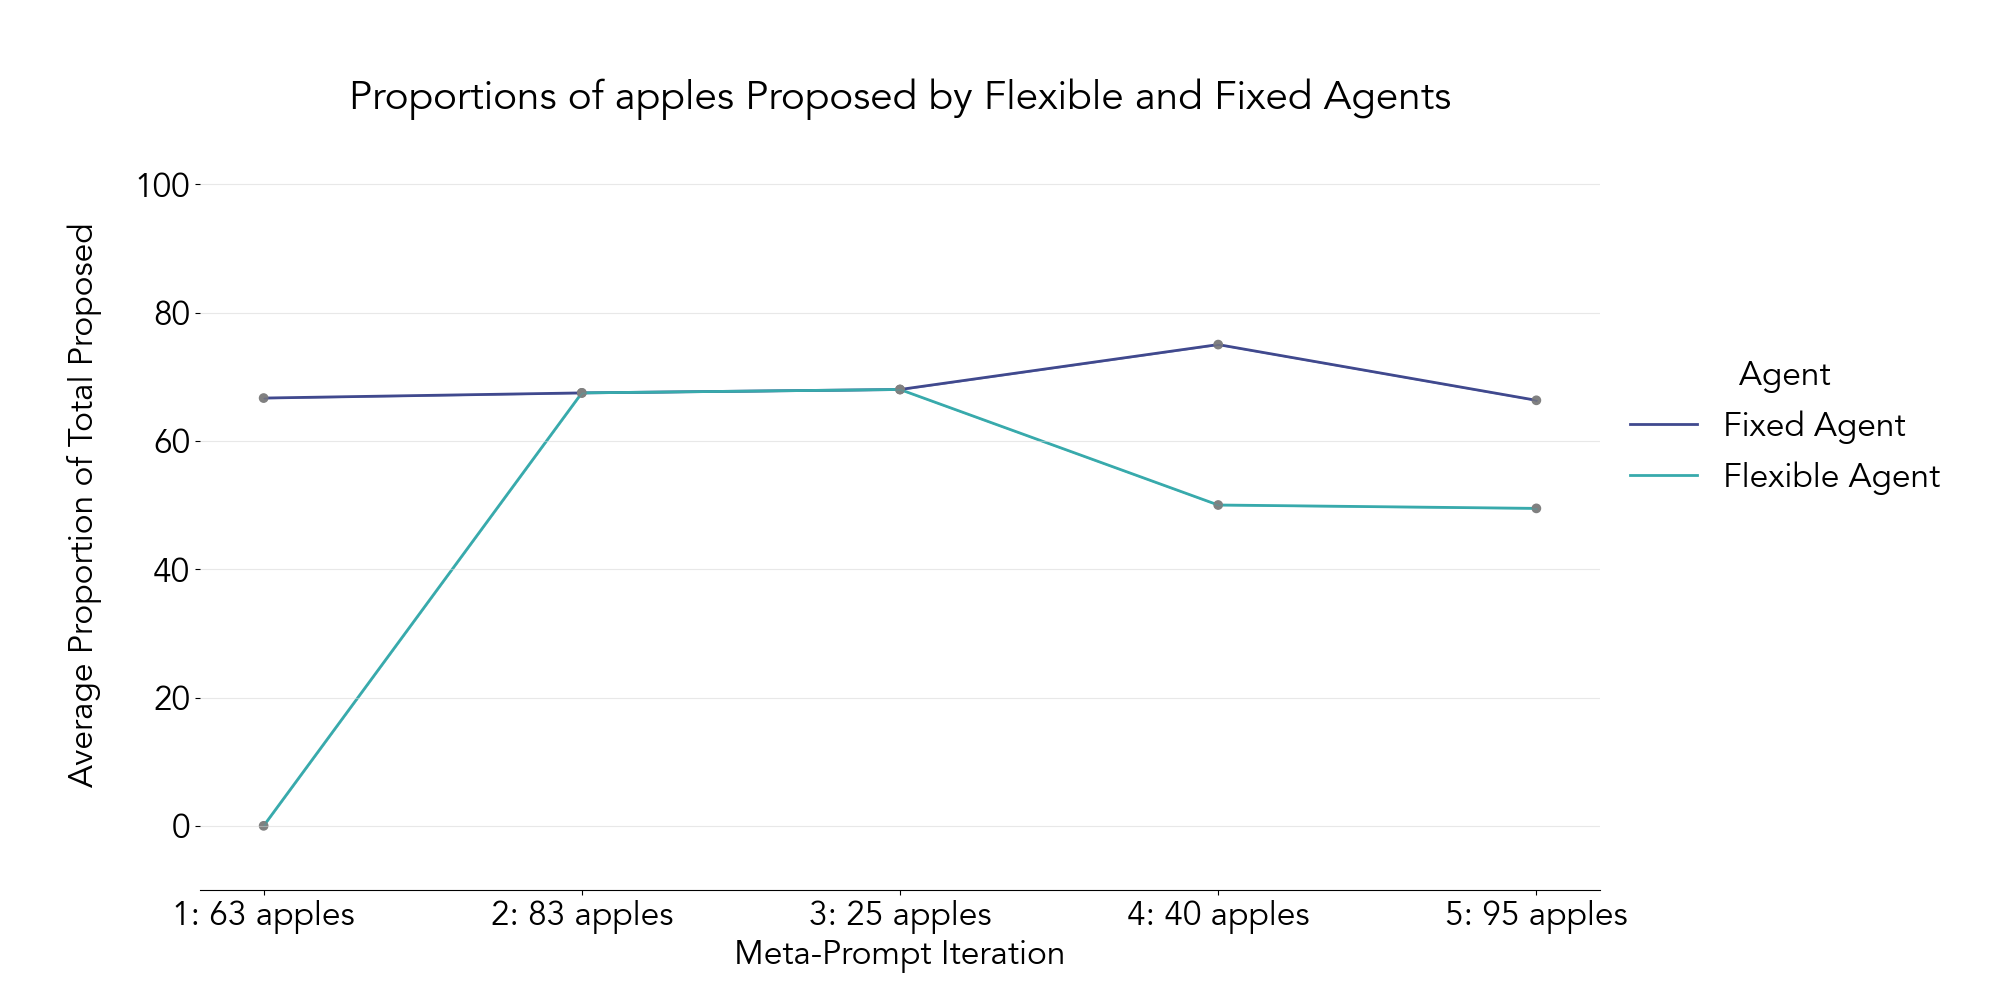 Proportions of apples Proposed by Flexible and Fixed Agents
Average Proportion of Total Proposed
100
80
60
40
20
0
1: 63 apples
2: 83 apples
3: 25 apples
4: 40 apples
5: 95 apples
Meta-Prompt Iteration
Agent
Fixed Agent
Flexible Agent